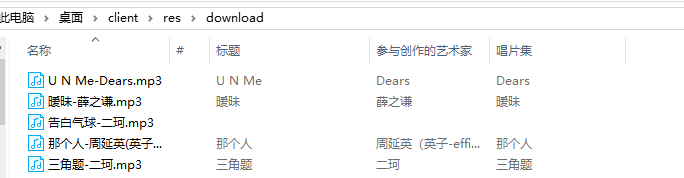 此电脑 > 桌面 > client > res > download
名称 # 标题 参与创作的艺术家 唱片集
U N Me-Dears.mp3 U N Me Dears Dears
暧昧-薛之谦.mp3 暧昧 薛之谦 暧昧
告白气球-二珂.mp3
那个人-周延英(英子... 那个人 周延英（英子-effi... 那个人
三角题-二珂.mp3 三角题 二珂 三角题